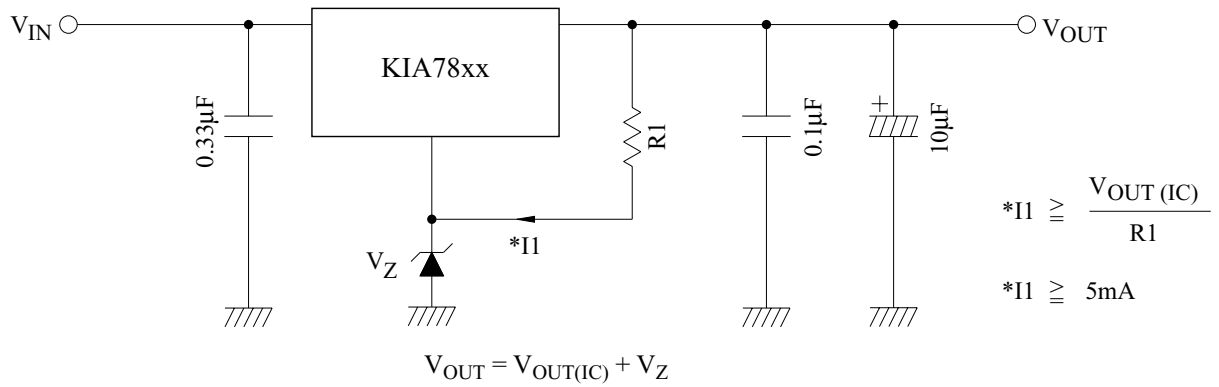 VIN
KIA78xx
VOUT
0.33μF
R1
0.1μF
+
10μF
*I1
VZ
*I1 ≧ VOUT (IC)
R1
*I1 ≧ 5mA
VOUT = VOUT(IC) + VZ